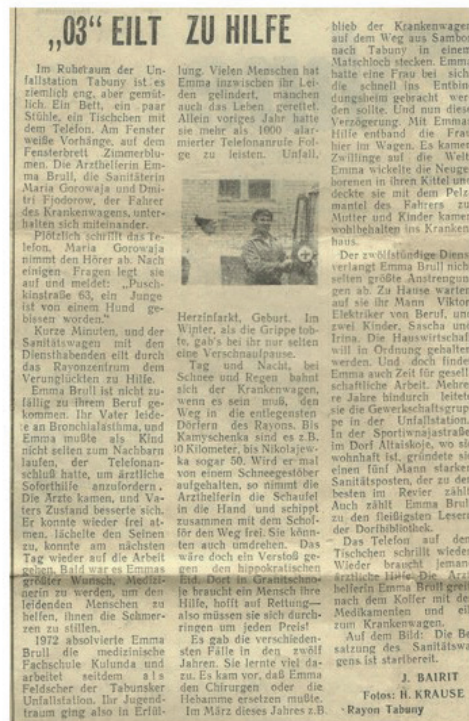 „03“ EILT ZU HILFE
Im Ruheraum der Un-
fallstation Tabuny ist es
ziemlich eng, aber gemüt-
lich. Ein Bett, ein paar
Stühle, ein Tischchen mit
dem Telefon. Am Fenster
weiße Vorhänge, auf dem
Fensterbrett Zimmerblu-
men. Die Arzthelferin Em-
ma Brull, die Sanitäterin
Maria Gorowaja und Dmi-
tri Fjodorow, der Fahrer
des Krankenwagens, unter-
halten sich miteinander.
Plötzlich schrillt das Te-
lefon. Maria Gorowaja
nimmt den Hörer ab. Nach
einigen Fragen legt sie
auf und meldet: „Pusch-
kinstraße 63, ein Junge
ist von einem Hund ge-
bissen worden.“
Kurze Minuten, und der
Sanitätswagen mit den
Diensthabenden eilt durch
das Rayonzentrum dem
Verunglückten zu Hilfe.
Emma Brull ist nicht zu-
fällig zu ihrem Beruf ge-
kommen. Ihr Vater leide-
te an Bronchialasthma, und
Emma mußte als Kind
nicht selten zum Nachbarn
laufen, der Telefonan-
schluß hatte, um ärztliche
Soforthilfe anzufordern.
Die Ärzte kamen, und Va-
ters Zustand besserte sich.
Er konnte wieder frei at-
men, lächelte den Seinen
zu, konnte am nächsten
Tag wieder auf die Arbeit
gehen. Bald war es Emmas
größter Wunsch, Medizi-
nerin zu werden, um den
leidenden Menschen zu
helfen, ihnen die Schmer-
zen zu stillen.
1972 absolvierte Emma
Brull die medizinische
Fachschule Kulunda und
arbeitet seitdem als
Feldscher der Tabunsker
Unfallstation. Ihr Jugend-
traum ging also in Erfül-
lung. Vielen Menschen hat
Emma inzwischen ihr Lei-
den gelindert, manchen
auch das Leben gerettet.
Allein voriges Jahr hatte
sie mehr als 1000 alar-
mierter Telefonanrufe Fol-
ge zu leisten. Unfall,
Herzinfarkt, Geburt. Im
Winter, als die Grippe tob-
te, gab's bei ihr nur selten
eine Verschnaufpause.
Tag und Nacht, bei
Schnee und Regen bahnt
sich der Krankenwagen,
wenn es sein muß, den
Weg in die entlegensten
Dörfern des Rayons. Bis
Kamyschenka sind es z.B.
10 Kilometer, bis Nikolajew-
ka sogar 50. Wird er mal
von einem Schneegestöber
aufgehalten, so nimmt die
Arzthelferin die Schaufel
in die Hand und schippt
zusammen mit dem Schof-
för den Weg frei. Sie könn-
ten auch umdrehen. Das
wäre doch ein Verstoß ge-
gen den hippokratischen
Eid. Dort in Granitschno-
je braucht ein Mensch ihre
Hilfe, hofft auf Rettung—
also müssen sie sich durch-
ringen um jeden Preis!
Es gab die verschieden-
sten Fälle in den zwölf
Jahren. Sie lernte viel da-
zu. Es kam vor, daß Emma
den Chirurgen oder die
Hebamme ersetzen mußte.
Im März dieses Jahres z.B.
blieb der Krankenwagen
auf dem Weg aus Sambor
nach Tabuny in einem
Matschloch stecken. Emma
hatte eine Frau bei sich
die schnell ins Entbin
dungsheim gebracht wer
den sollte. Und nun diese
Verzögerung. Mit Emmas
Hilfe entband die Frau
hier im Wagen. Es kamen
Zwillinge auf die Welt
Emma wickelte die Neuge
borenen in ihren Kittel und
deckte sie mit dem Pelz
mantel des Fahrers zu
Mutter und Kinder kamen
wohlbehalten ins Kranken
haus.
Der zwölfstündige Dienst
verlangt Emma Brull nich
selten größte Anstrengun
gen ab. Zu Hause warten
auf sie ihr Mann Viktor
Elektriker von Beruf, und
zwei Kinder, Sascha und
Irina. Die Hauswirtschaf
will in Ordnung gehalten
werden. Und doch findet
Emma auch Zeit für gesell
schaftliche Arbeit. Mehre
re Jahre hindurch leitete
sie die Gewerkschaftsgrup
pe in der Unfallstation.
In der Sportiwnajastraße
im Dorf Altaiskoje, wo si
wohnhaft ist, gründete si
einen fünf Mann starken
Sanitätsposten, der zu den
besten im Revier zähl
Auch zählt Emma Brull
zu den fleißigsten Lesern
der Dorfbibliothek.
Das Telefon auf dem
Tischchen schrillt wieder
Wieder braucht jeman
ärztliche Hilfe. Die Arz
helferin Emma Brull greif
nach dem Koffer mit de
Medikamenten und eil
zum Krankenwagen.
Auf dem Bild: Die Be
satzung des Sanitätswa
gens ist startbereit.
J. BAIRIT
Fotos: H. KRAUSE
Rayon Tabuny